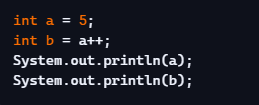 int a = 5;
int b = a++;
System.out.println(a);
System.out.println(b);